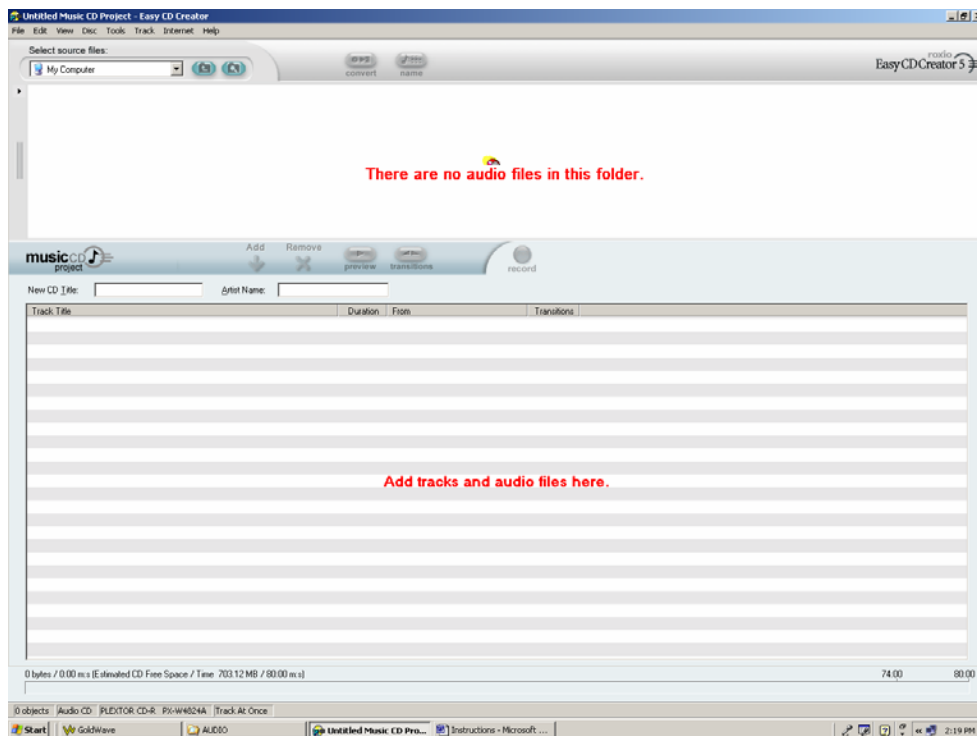 Untitled Music CD Project - Easy CD Creator
File Edit View Disc Tools Track Internet Help
Select source files:
My Computer
convert name
roxio
Easy CD Creator 5
There are no audio files in this folder.
music CD project
Add Remove
preview transitions
record
New CD Title: Artist Name:
Track Title Duration From Transitions
Add tracks and audio files here.
0 bytes / 0:00 m:s (Estimated CD Free Space / Time 703.12 MB / 80:00 m:s)
74:00 80:00
0 objects Audio CD PLEXTOR CD-R PX-W4824A Track At Once
Start GoldWave AUDIO Untitled Music CD Pro... Instructions - Microsoft ... 2:19 PM